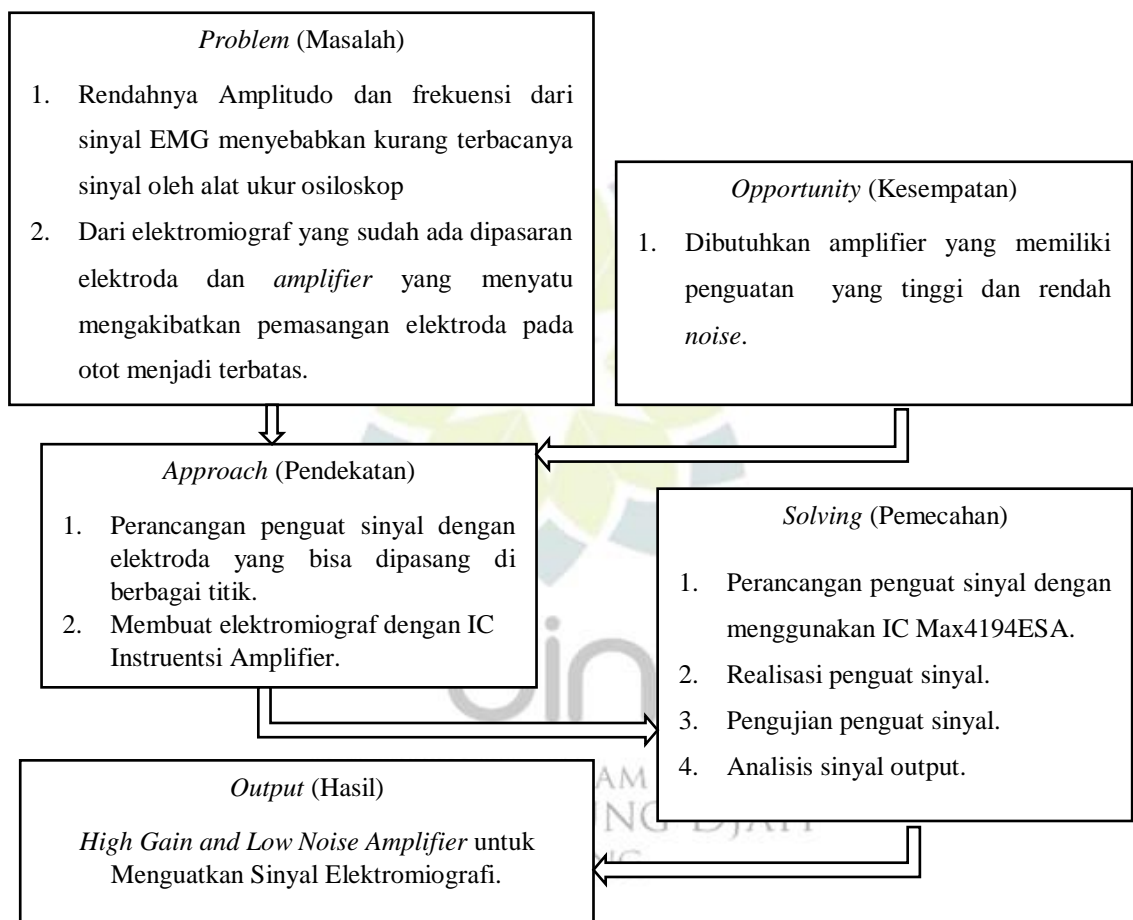 Problem (Masalah)
1. Rendahnya Amplitudo dan frekuensi dari
sinyal EMG menyebabkan kurang terbacanya
sinyal oleh alat ukur osiloskop
2. Dari elektromiograf yang sudah ada dipasaran
elektroda dan amplifier yang menyatu
mengakibatkan pemasangan elektroda pada
otot menjadi terbatas.
Opportunity (Kesempatan)
1. Dibutuhkan amplifier yang memiliki
penguatan yang tinggi dan rendah
noise.
Approach (Pendekatan)
1. Perancangan penguat sinyal dengan
elektroda yang bisa dipasang di
berbagai titik.
2. Membuat elektromiograf dengan IC
Instruentsi Amplifier.
Solving (Pemecahan)
1. Perancangan penguat sinyal dengan
menggunakan IC Max4194ESA.
2. Realisasi penguat sinyal.
3. Pengujian penguat sinyal.
4. Analisis sinyal output.
Output (Hasil)
High Gain and Low Noise Amplifier untuk
Menguatkan Sinyal Elektromiografi.